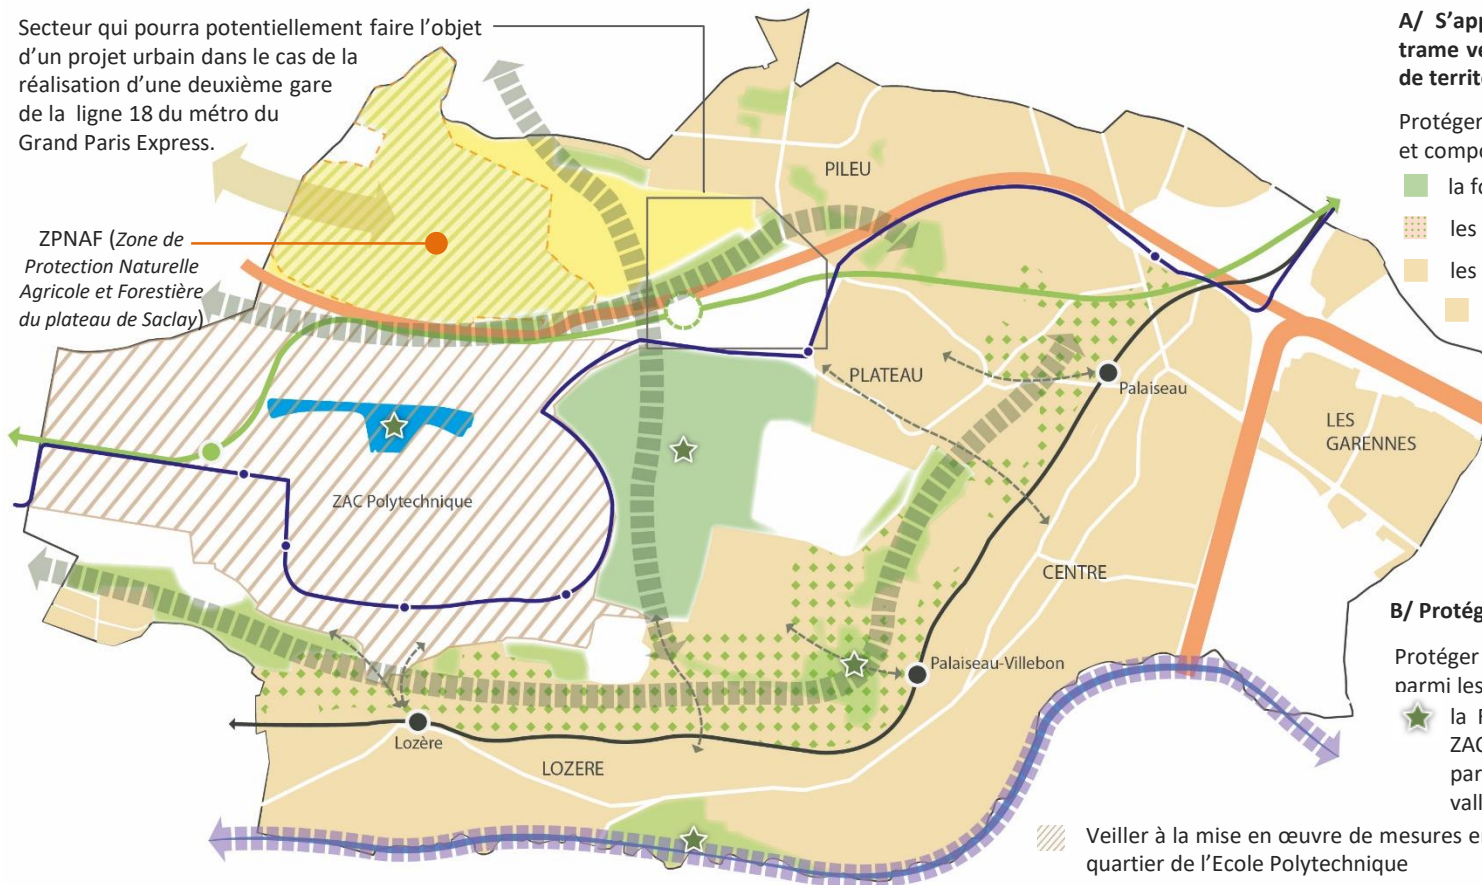 Secteur qui pourra potentiellement faire l’objet
d’un projet urbain dans le cas de la
réalisation d’une deuxième gare
de la ligne 18 du métro du
Grand Paris Express.
ZPNAF (Zone de
Protection Naturelle
Agricole et Forestière
du plateau de Saclay)
PILEU
PLATEAU
Palaiseau
LES
GARENNES
ZAC Polytechnique
CENTRE
Palaiseau-Villebon
Lozère
LOZERE
A/ S’app
trame ve
de territo
Protéger
et compo
la fo
les
les
B/ Protég
Protéger
parmi les
la F
ZAC
par
vall
Veiller à la mise en œuvre de mesures e
quartier de l’Ecole Polytechnique